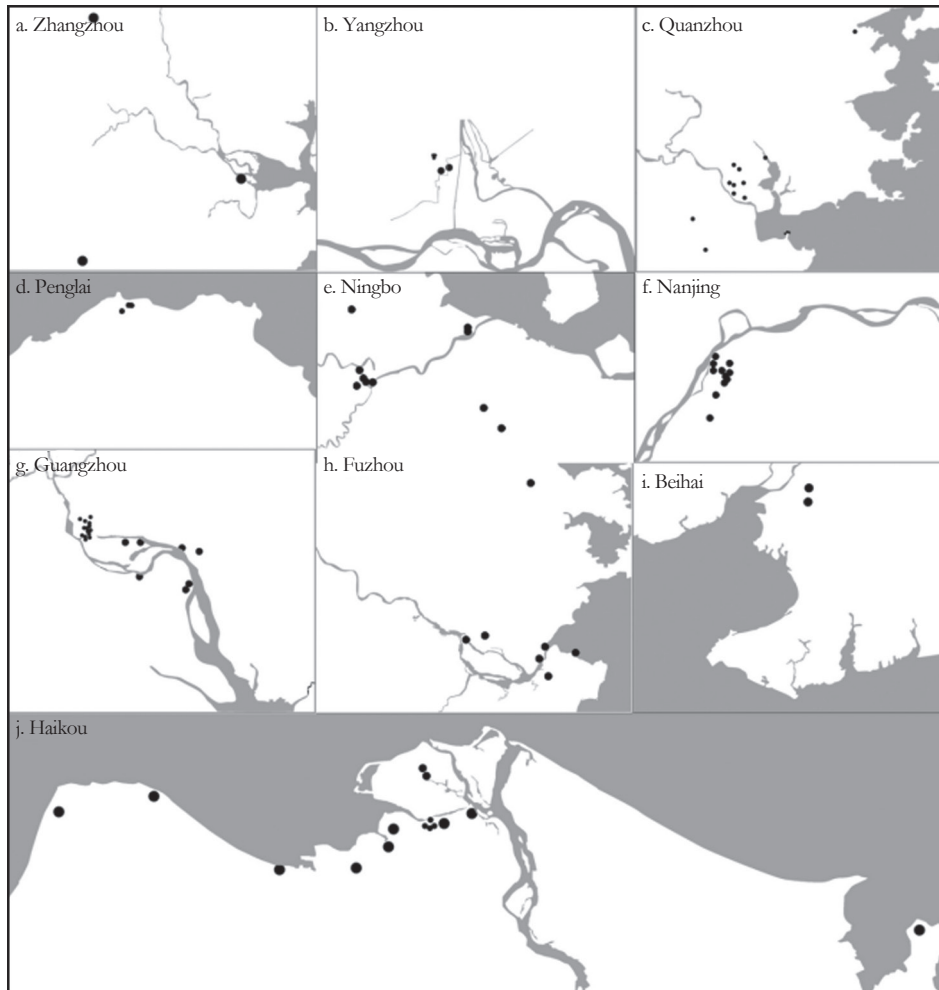 a. Zhangzhou
b. Yangzhou
c. Quanzhou
d. Penglai
e. Ningbo
f. Nanjing
g. Guangzhou
h. Fuzhou
i. Beihai
j. Haikou